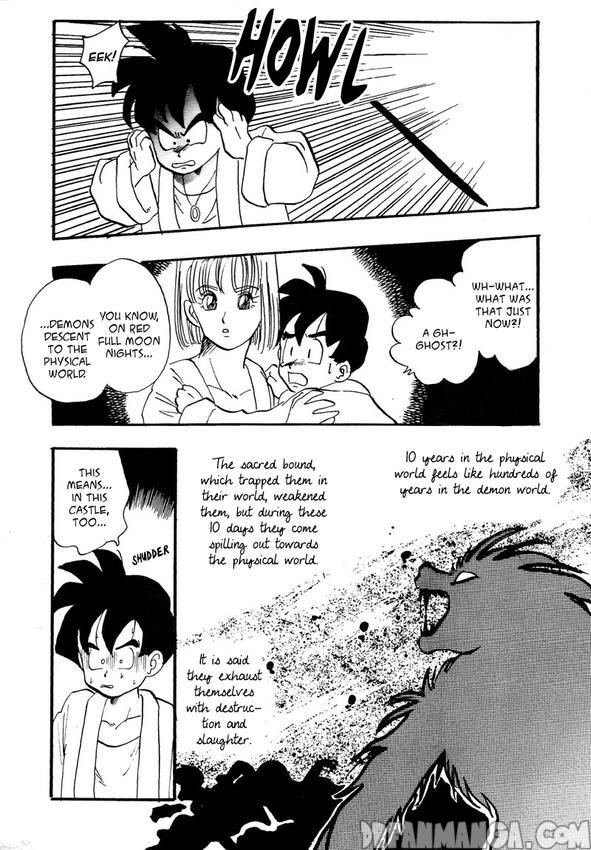 EEK!
HOWL
WH-WHAT...
WHAT WAS
THAT JUST
NOW?!
A GH-
GHOST?!
YOU KNOW,
ON RED
FULL MOON
NIGHTS...
...DEMONS
DESCENT
TO THE
PHYSICAL
WORLD.
10 years in the physical
world feels like hundreds of
years in the demon world.
The sacred bound,
which trapped them in
their world, weakened
them, but during these
10 days they come
spilling out towards
the physical world.
THIS
MEANS...
IN THIS
CASTLE,
TOO...
SHUDDER
It is said
they exhaust
themselves
with destruc-
tion and
slaughter.
DBFANMANGA.COM